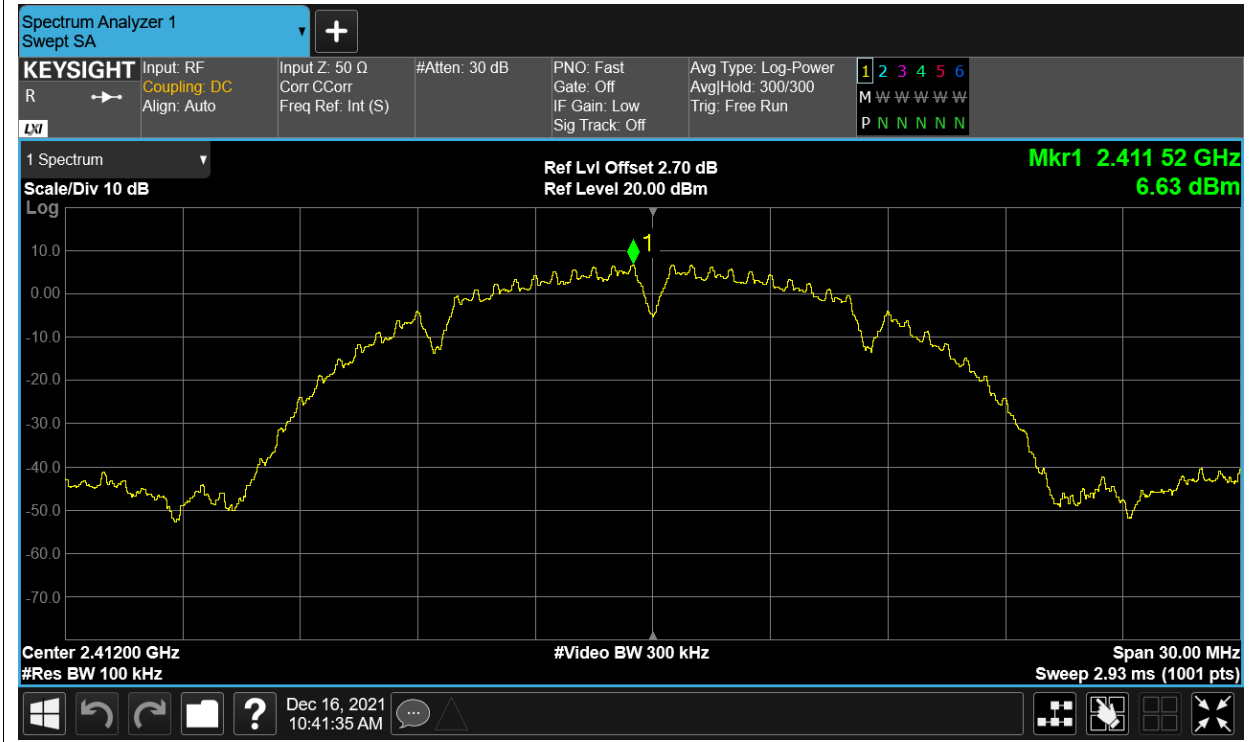 Spectrum Analyzer 1
Swept SA
KEYSIGHT
R
LXI
Input: RF
Coupling: DC
Align: Auto
Input Z: 50 Ω
Corr CCorr
Freq Ref: Int (S)
#Atten: 30 dB
PNO: Fast
Gate: Off
IF Gain: Low
Sig Track: Off
Avg Type: Log-Power
Avg|Hold: 300/300
Trig: Free Run
1 2 3 4 5 6
M W W W W W
P N N N N N
1 Spectrum
Scale/Div 10 dB
Log
Ref Lvl Offset 2.70 dB
Ref Level 20.00 dBm
Mkr1 2.411 52 GHz
6.63 dBm
1
10.0
0.00
-10.0
-20.0
-30.0
-40.0
-50.0
-60.0
-70.0
Center 2.41200 GHz
#Res BW 100 kHz
#Video BW 300 kHz
Span 30.00 MHz
Sweep 2.93 ms (1001 pts)
?
Dec 16, 2021
10:41:35 AM